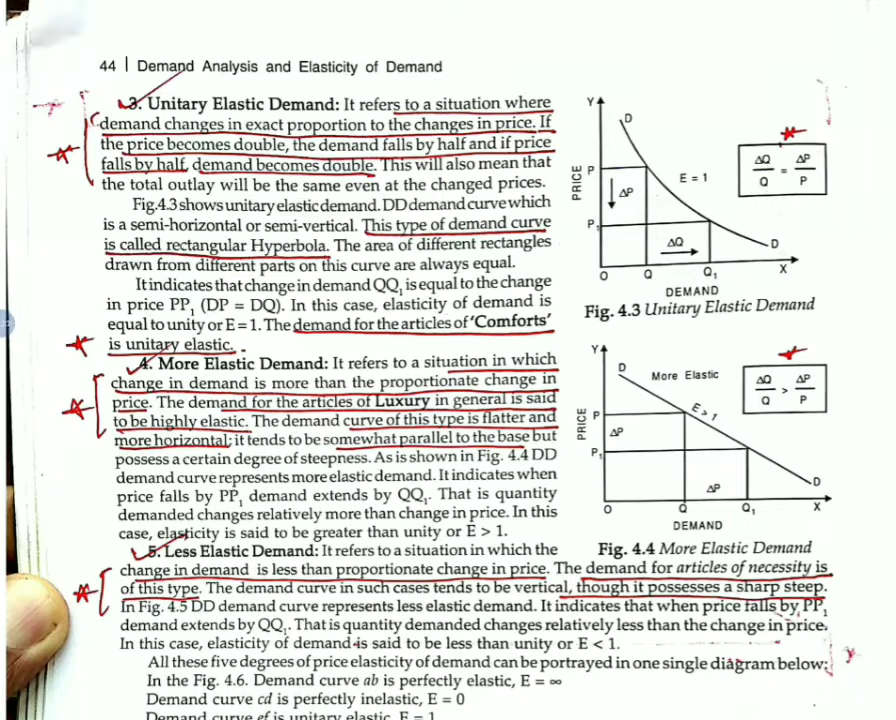 44 | Demand Analysis and Elasticity of Demand
3. Unitary Elastic Demand: It refers to a situation where
demand changes in exact proportion to the changes in price. If
the price becomes double, the demand falls by half and if price
falls by half, demand becomes double. This will also mean that
the total outlay will be the same even at the changed prices.
Fig.4.3 shows unitary elastic demand. DD demand curve which
is a semi-horizontal or semi-vertical. This type of demand curve
is called rectangular Hyperbola. The area of different rectangles
drawn from different parts on this curve are always equal.
It indicates that change in demand QQ1 is equal to the change
in price PP1 (DP = DQ). In this case, elasticity of demand is
equal to unity or E = 1. The demand for the articles of 'Comforts'
is unitary elastic.
4. More Elastic Demand: It refers to a situation in which
change in demand is more than the proportionate change in
price. The demand for the articles of Luxury in general is said
to be highly elastic. The demand curve of this type is flatter and
more horizontal; it tends to be somewhat parallel to the base but
possess a certain degree of steepness. As is shown in Fig. 4.4 DD
demand curve represents more elastic demand. It indicates when
price falls by PP1 demand extends by QQ1. That is quantity
demanded changes relatively more than change in price. In this
case, elasticity is said to be greater than unity or E > 1.
5. Less Elastic Demand: It refers to a situation in which the
change in demand is less than proportionate change in price. The demand for articles of necessity is
of this type. The demand curve in such cases tends to be vertical, though it possesses a sharp steep.
In Fig. 4.5 DD demand curve represents less elastic demand. It indicates that when price falls by PP1
demand extends by QQ1. That is quantity demanded changes relatively less than the change in price.
In this case, elasticity of demand is said to be less than unity or E < 1.
All these five degrees of price elasticity of demand can be portrayed in one single diagram below:
In the Fig. 4.6. Demand curve ab is perfectly elastic, E = ∞
Demand curve cd is perfectly inelastic, E = 0
Demand curve ef is unitary elastic, E = 1
Y
D
P
PRICE
ΔP
E = 1
P1
ΔQ
D
O
Q
Q1
X
DEMAND
ΔQ/Q = ΔP/P
Fig. 4.3 Unitary Elastic Demand
Y
D
More Elastic
P
E > 1
PRICE
ΔP
P1
ΔP
D
O
Q
Q1
X
DEMAND
ΔQ/Q > ΔP/P
Fig. 4.4 More Elastic Demand